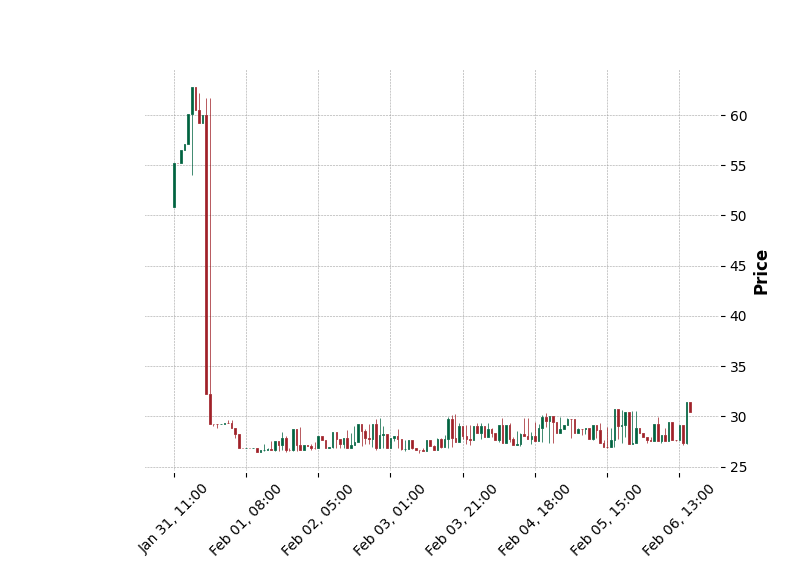 60
55
50
45
40
35
30
25
Price
Jan 31, 11:00
Feb 01, 08:00
Feb 02, 05:00
Feb 03, 01:00
Feb 03, 21:00
Feb 04, 18:00
Feb 05, 15:00
Feb 06, 13:00